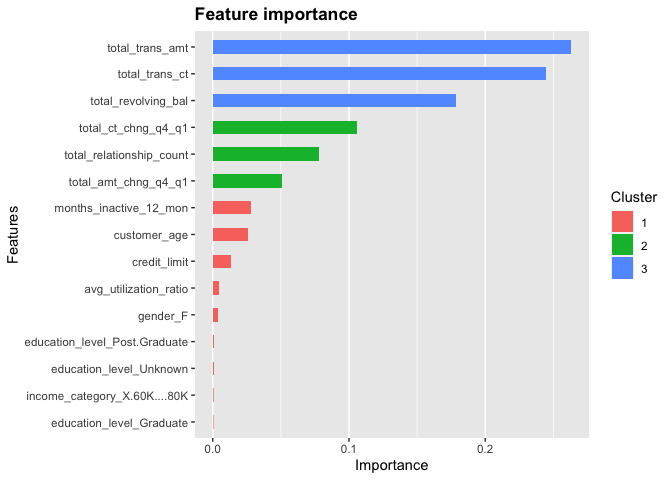 Feature importance
total_trans_amt
total_trans_ct
total_revolving_bal
total_ct_chng_q4_q1
total_relationship_count
total_amt_chng_q4_q1
months_inactive_12_mon
customer_age
credit_limit
avg_utilization_ratio
gender_F
education_level_Post.Graduate
education_level_Unknown
income_category_X.60K....80K
education_level_Graduate
Features
0.0 0.1 0.2
Importance
Cluster
1
2
3